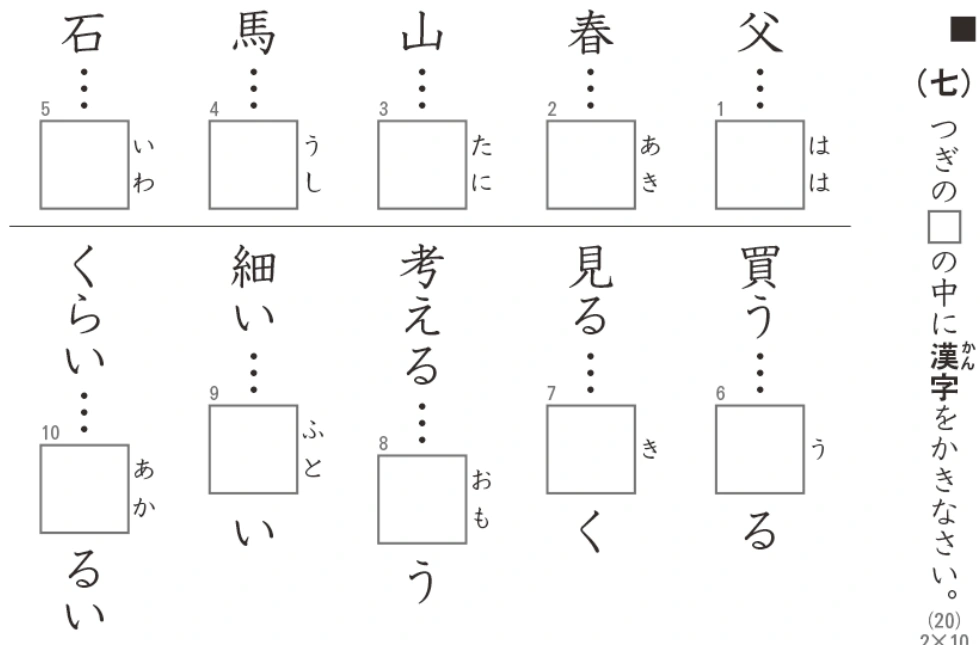 ■
(七) つぎの□の中に漢字をかきなさい。
かん
(20)
2×10
父…1□ はは
春…2□ あき
山…3□ たに
馬…4□ うし
石…5□ いわ
買う…6□る う
見る…7□く き
考える…8□う おも
細い…9□い ふと
くらい…10□るい あか